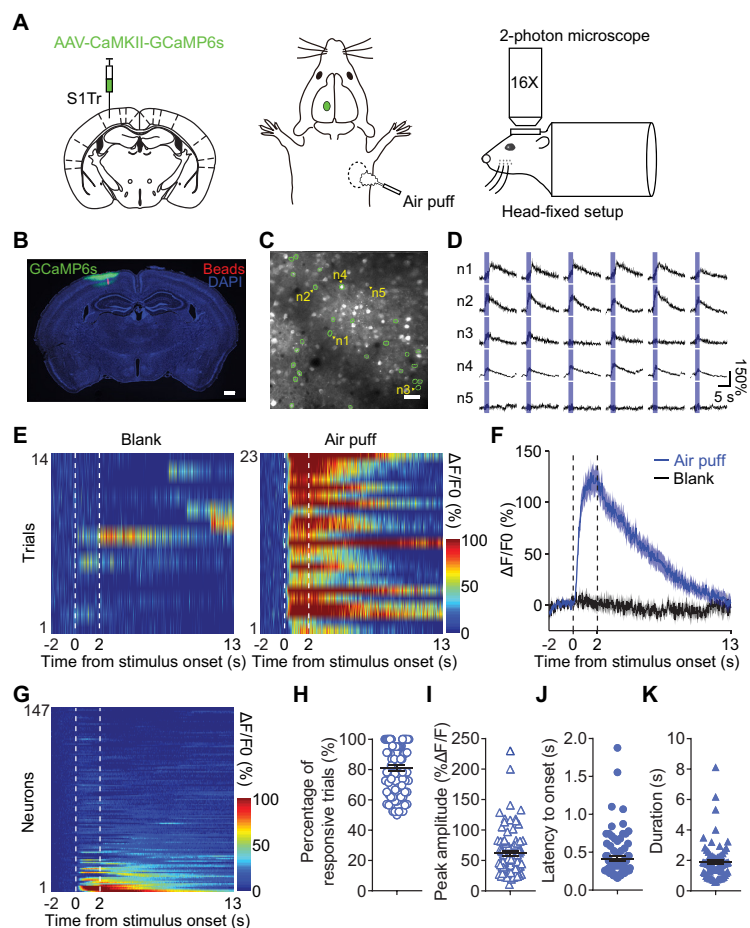 A
AAV-CaMKII-GCaMP6s
S1Tr
Air puff
2-photon microscope
16X
Head-fixed setup
B
GCaMP6s
Beads
DAPI
C
n4
n2
n5
n1
n3
D
n1
n2
n3
n4
n5
150%
5 s
E
Blank
Air puff
14
23
Trials
1
1
-2 0 2 13
-2 0 2 13
Time from stimulus onset (s)
Time from stimulus onset (s)
ΔF/F0 (%)
100
50
0
F
Air puff
Blank
ΔF/F0 (%)
150
100
50
0
-2 0 2 13
Time from stimulus onset (s)
G
147
Neurons
1
-2 0 2 13
Time from stimulus onset (s)
ΔF/F0 (%)
100
50
0
H
Percentage of
responsive trials (%)
100
80
60
40
20
0
I
Peak amplitude (%ΔF/F)
250
200
150
100
50
0
J
Latency to onset (s)
2.0
1.5
1.0
0.5
0.0
K
Duration (s)
10
8
6
4
2
0